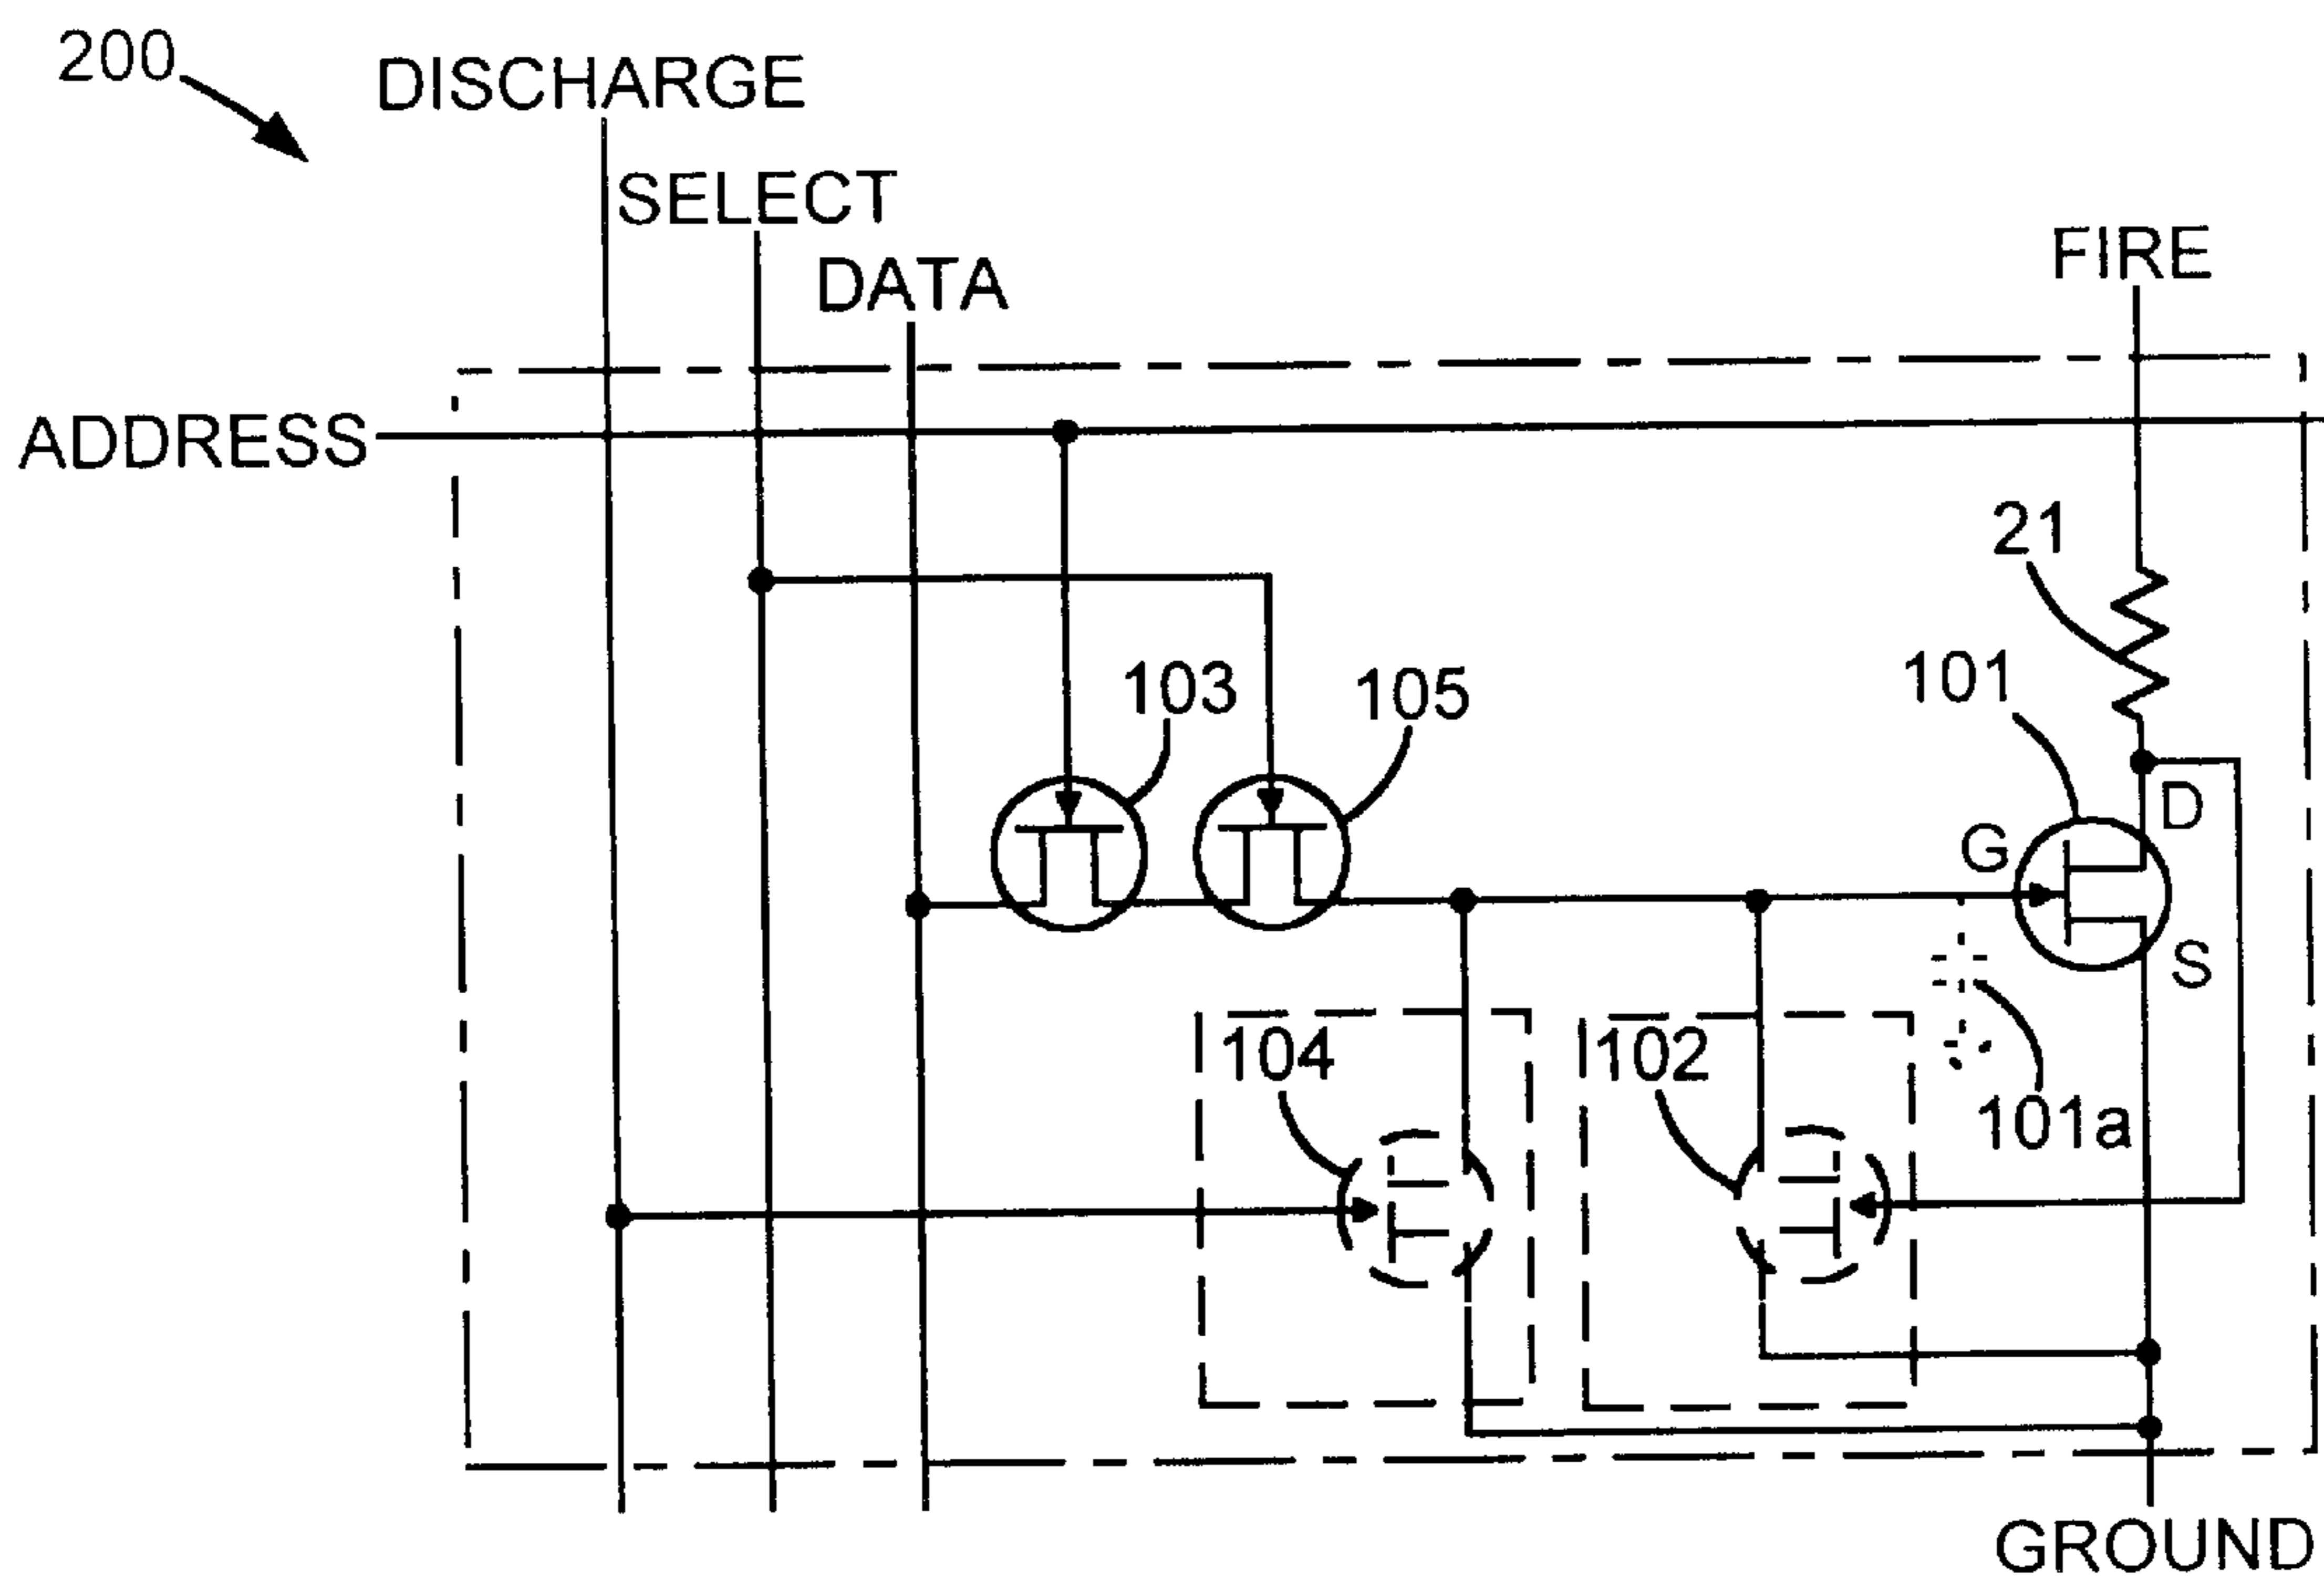 200
DISCHARGE
SELECT
DATA
FIRE
ADDRESS
21
101
103
105
D
G
S
104
102
101a
GROUND